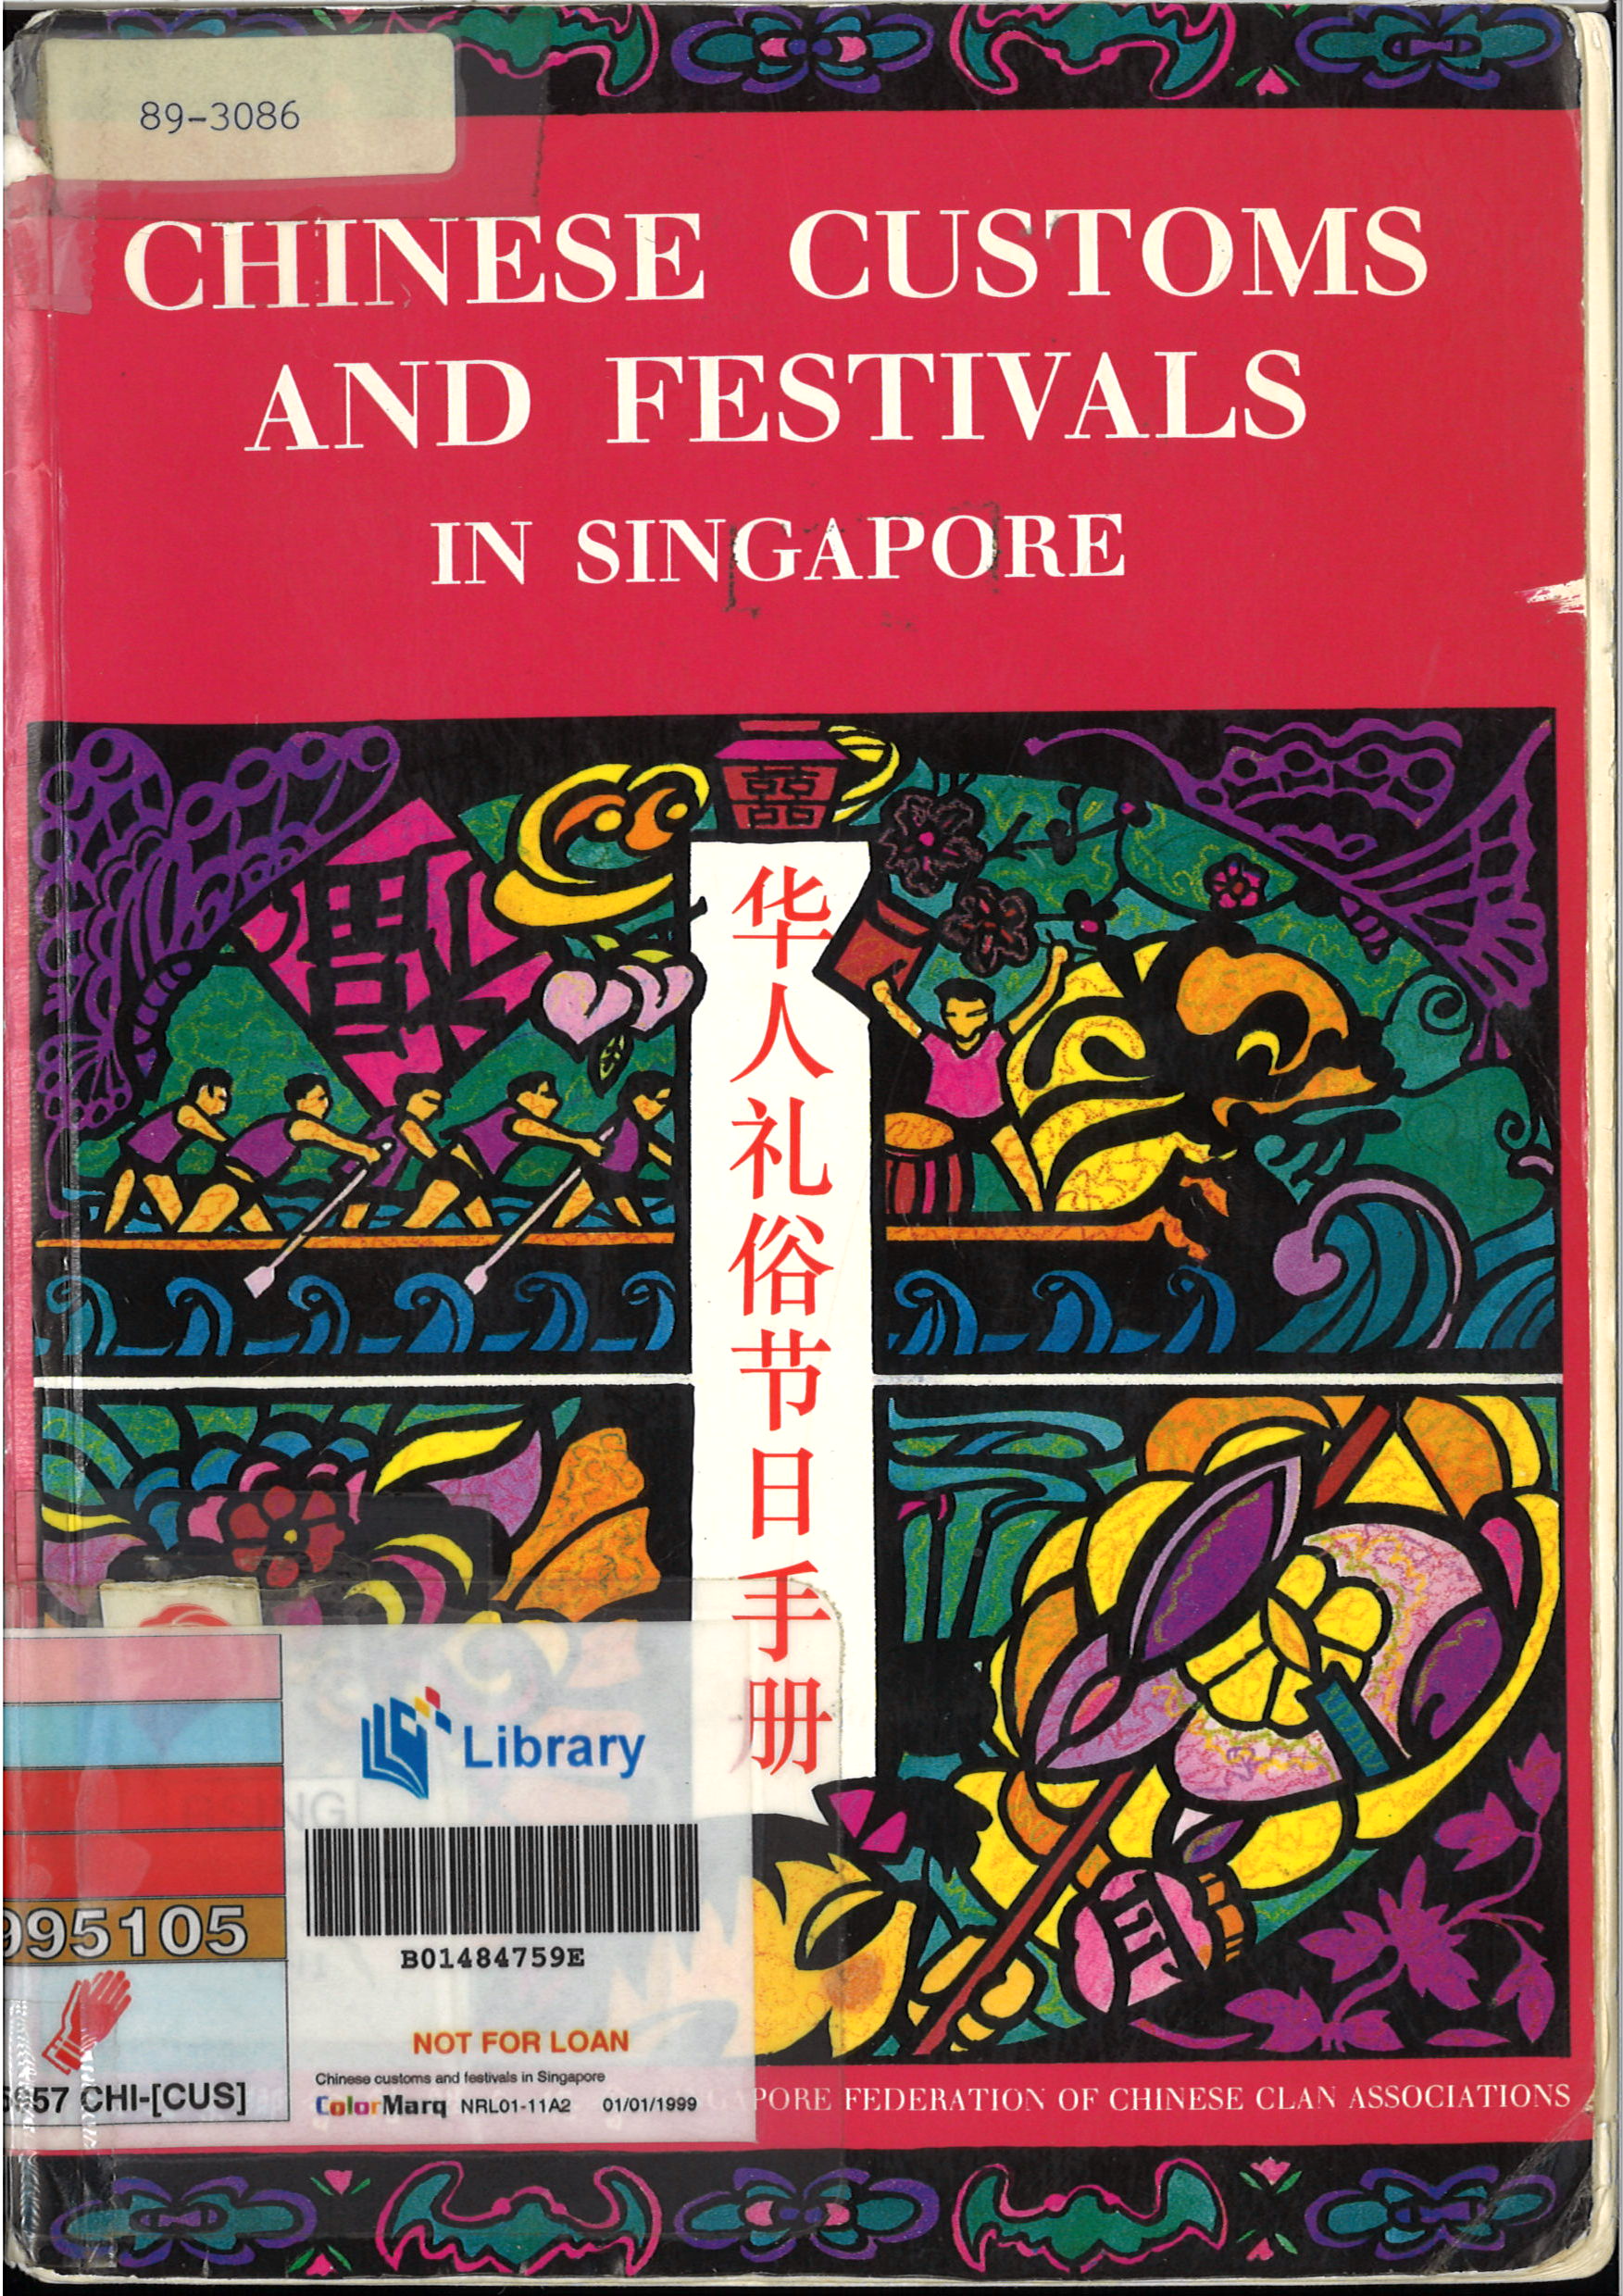 89-3086
CHINESE CUSTOMS
AND FESTIVALS
IN SINGAPORE
囍
福
华人礼俗节日手册
Library
B01484759E
NOT FOR LOAN
Chinese customs and festivals in Singapore
ColorMarq NRL01-11A2 01/01/1999
995105
957 CHI-[CUS]
GAPORE FEDERATION OF CHINESE CLAN ASSOCIATIONS